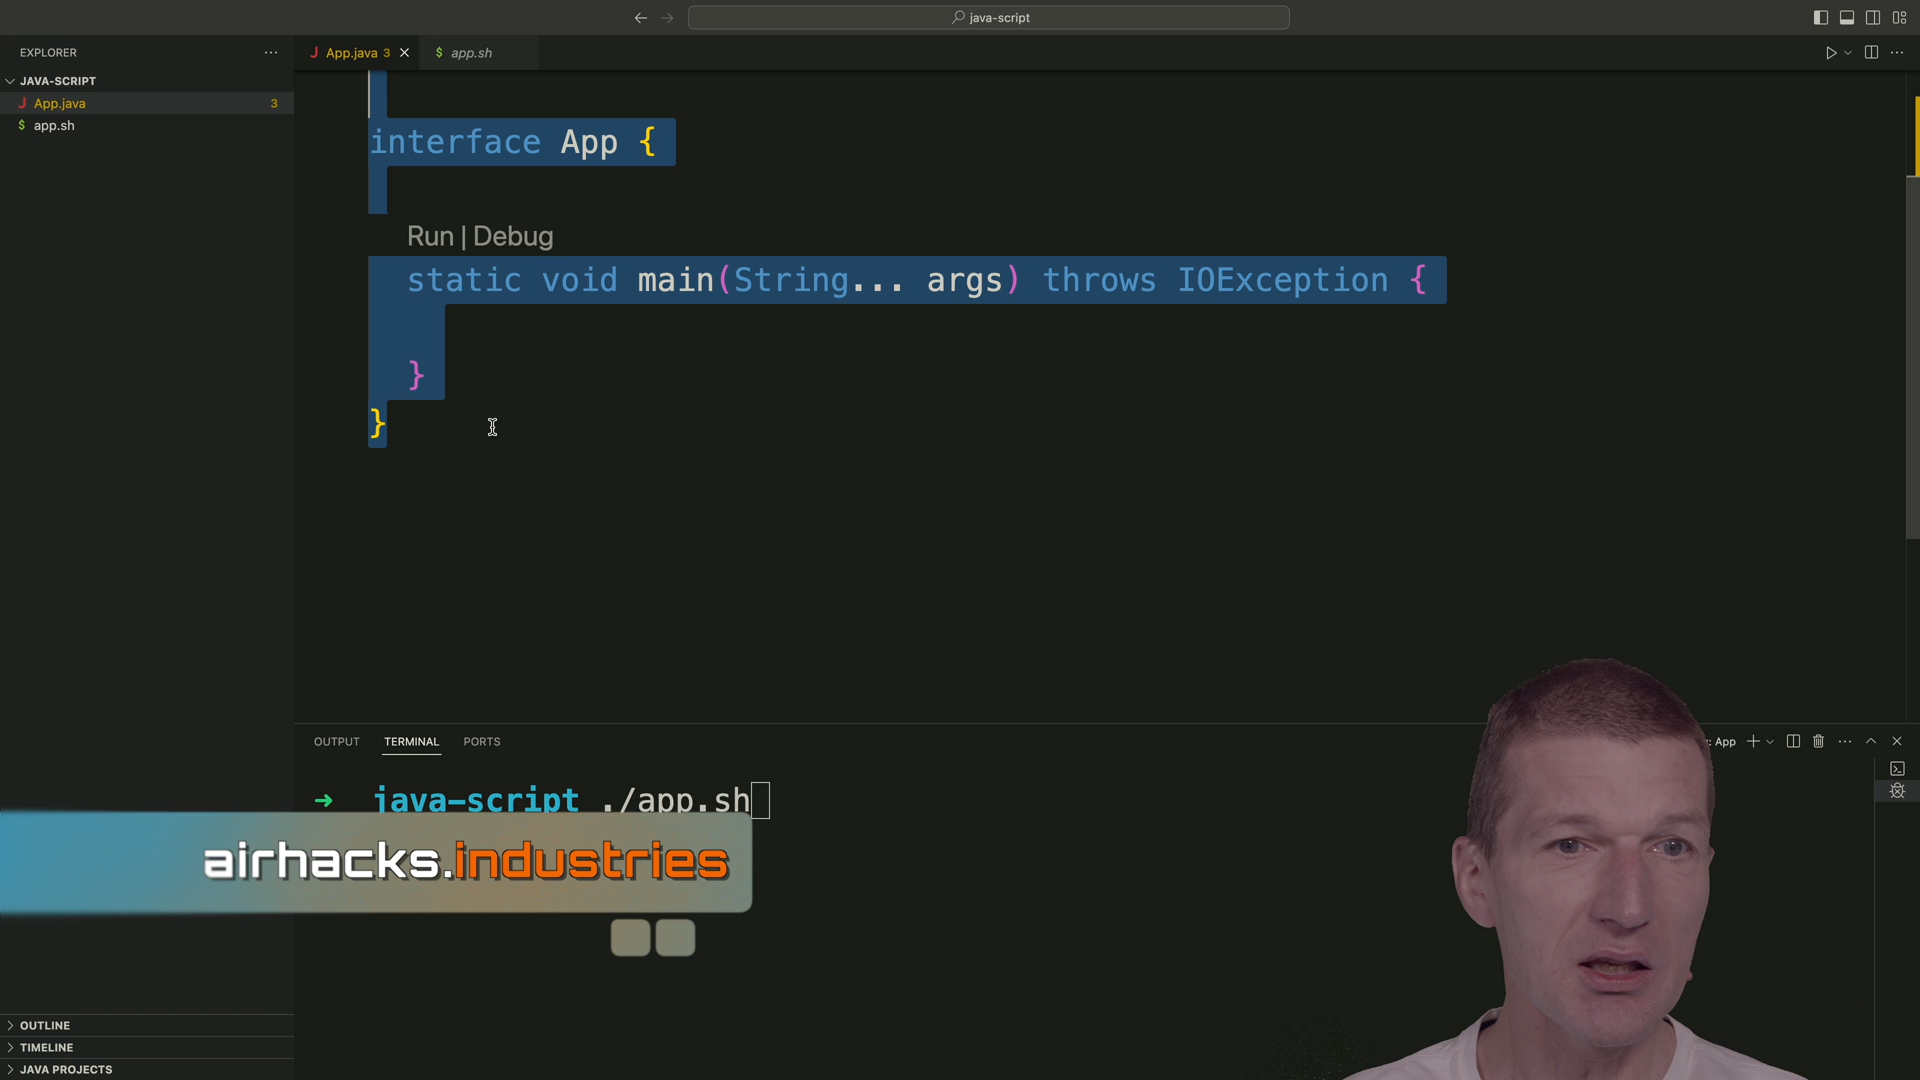 java-script
EXPLORER
JAVA-SCRIPT
J App.java 3
$ app.sh
J App.java 3
$ app.sh
interface App {
Run | Debug
static void main(String... args) throws IOException {
}
}
OUTPUT TERMINAL PORTS
: App
→ java-script ./app.sh
airhacks.industries
OUTLINE
TIMELINE
JAVA PROJECTS